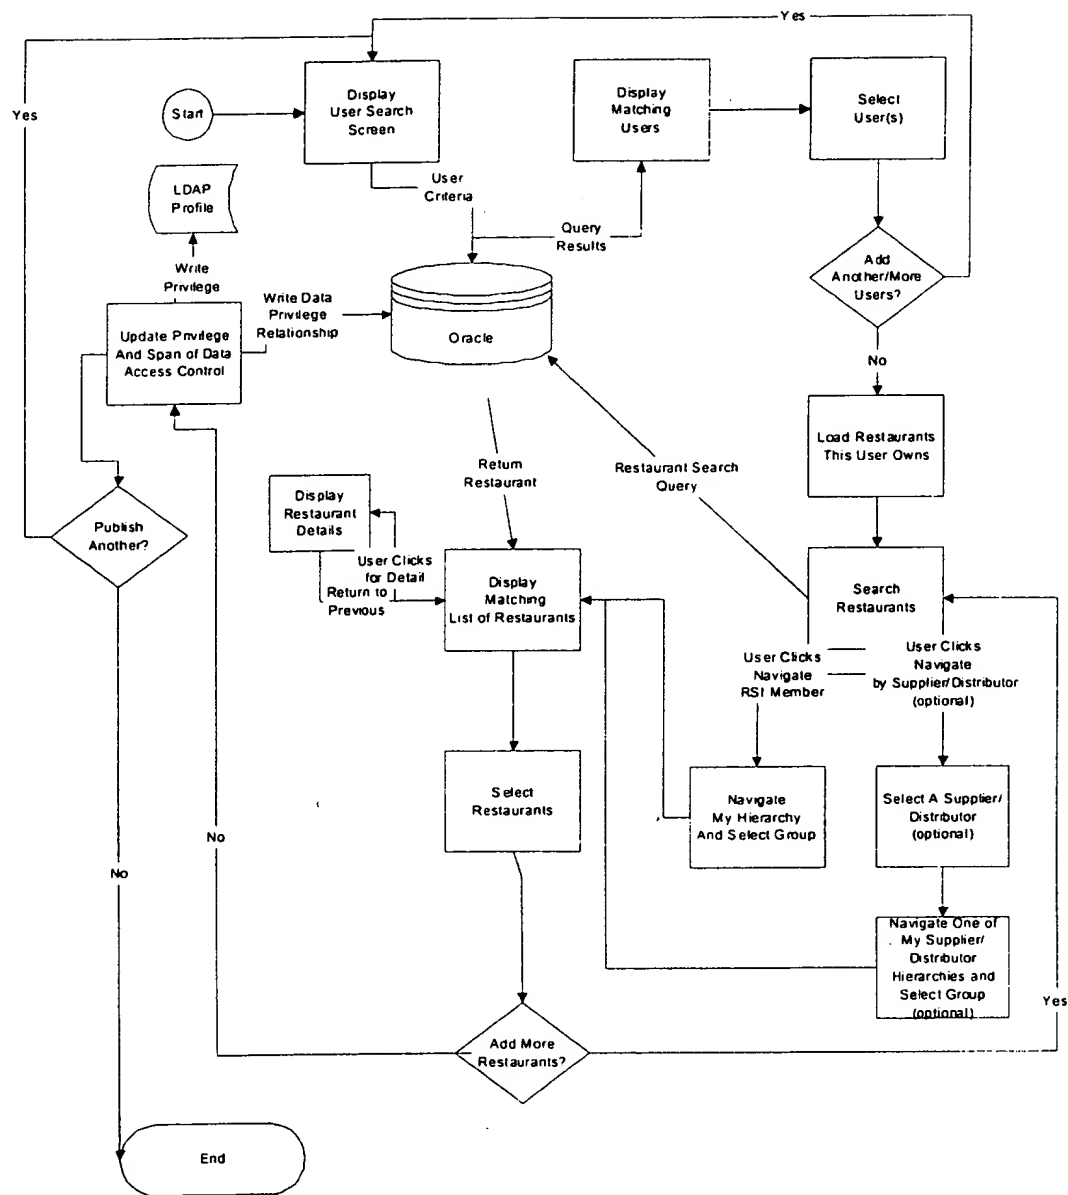 Yes
Yes
Start
Display
User Search
Screen
Display
Matching
Users
Select
User(s)
LDAP
Profile
User
Criteria
Query
Results
Write
Privilege
Add
Another/More
Users?
Write Data
Privilege
Relationship
Update Privilege
And Span of Data
Access Control
Oracle
No
Load Restaurants
This User Owns
Return
Restaurant
Restaurant Search
Query
Display
Restaurant
Details
Publish
Another?
User Clicks
for Detail
Return to
Previous
Display
Matching
List of Restaurants
Search
Restaurants
User Clicks
Navigate
RSI Member
User Clicks
Navigate
by Supplier/Distributor
(optional)
Select
Restaurants
Navigate
My Hierarchy
And Select Group
Select A Supplier/
Distributor
(optional)
No
No
Navigate One of
My Supplier/
Distributor
Hierarchies and
Select Group
(optional)
Yes
Add More
Restaurants?
End